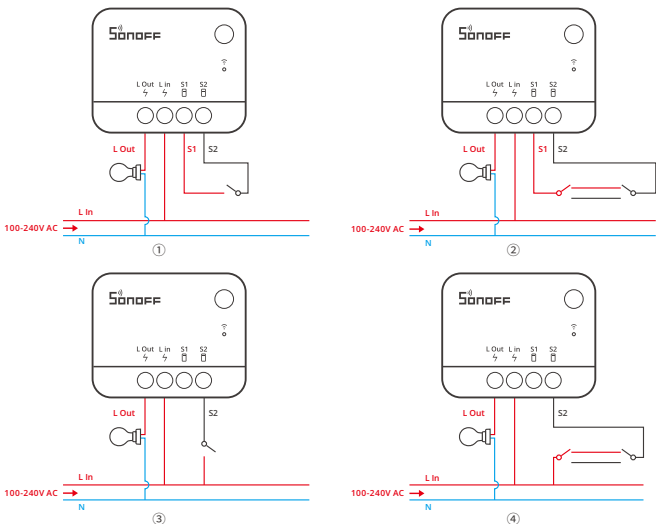 SONOFF
L Out L in S1 S2
L Out S1 S2
L In
100-240V AC
N
①
SONOFF
L Out L in S1 S2
L Out S1 S2
L In
100-240V AC
N
②
SONOFF
L Out L in S1 S2
L Out S2
L In
100-240V AC
N
③
SONOFF
L Out L in S1 S2
L Out S2
L In
100-240V AC
N
④